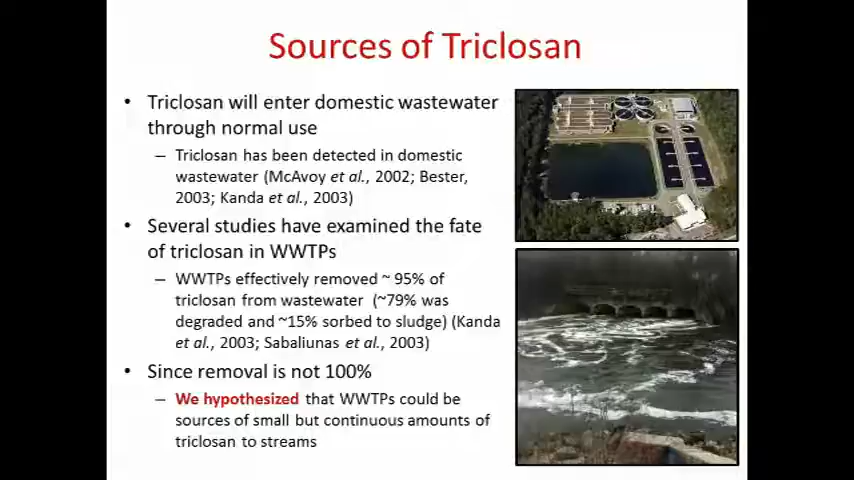 Sources of Triclosan
• Triclosan will enter domestic wastewater
through normal use
– Triclosan has been detected in domestic
wastewater (McAvoy et al., 2002; Bester,
2003; Kanda et al., 2003)
• Several studies have examined the fate
of triclosan in WWTPs
– WWTPs effectively removed ~ 95% of
triclosan from wastewater (~79% was
degraded and ~15% sorbed to sludge) (Kanda
et al., 2003; Sabaliunas et al., 2003)
• Since removal is not 100%
– We hypothesized that WWTPs could be
sources of small but continuous amounts of
triclosan to streams